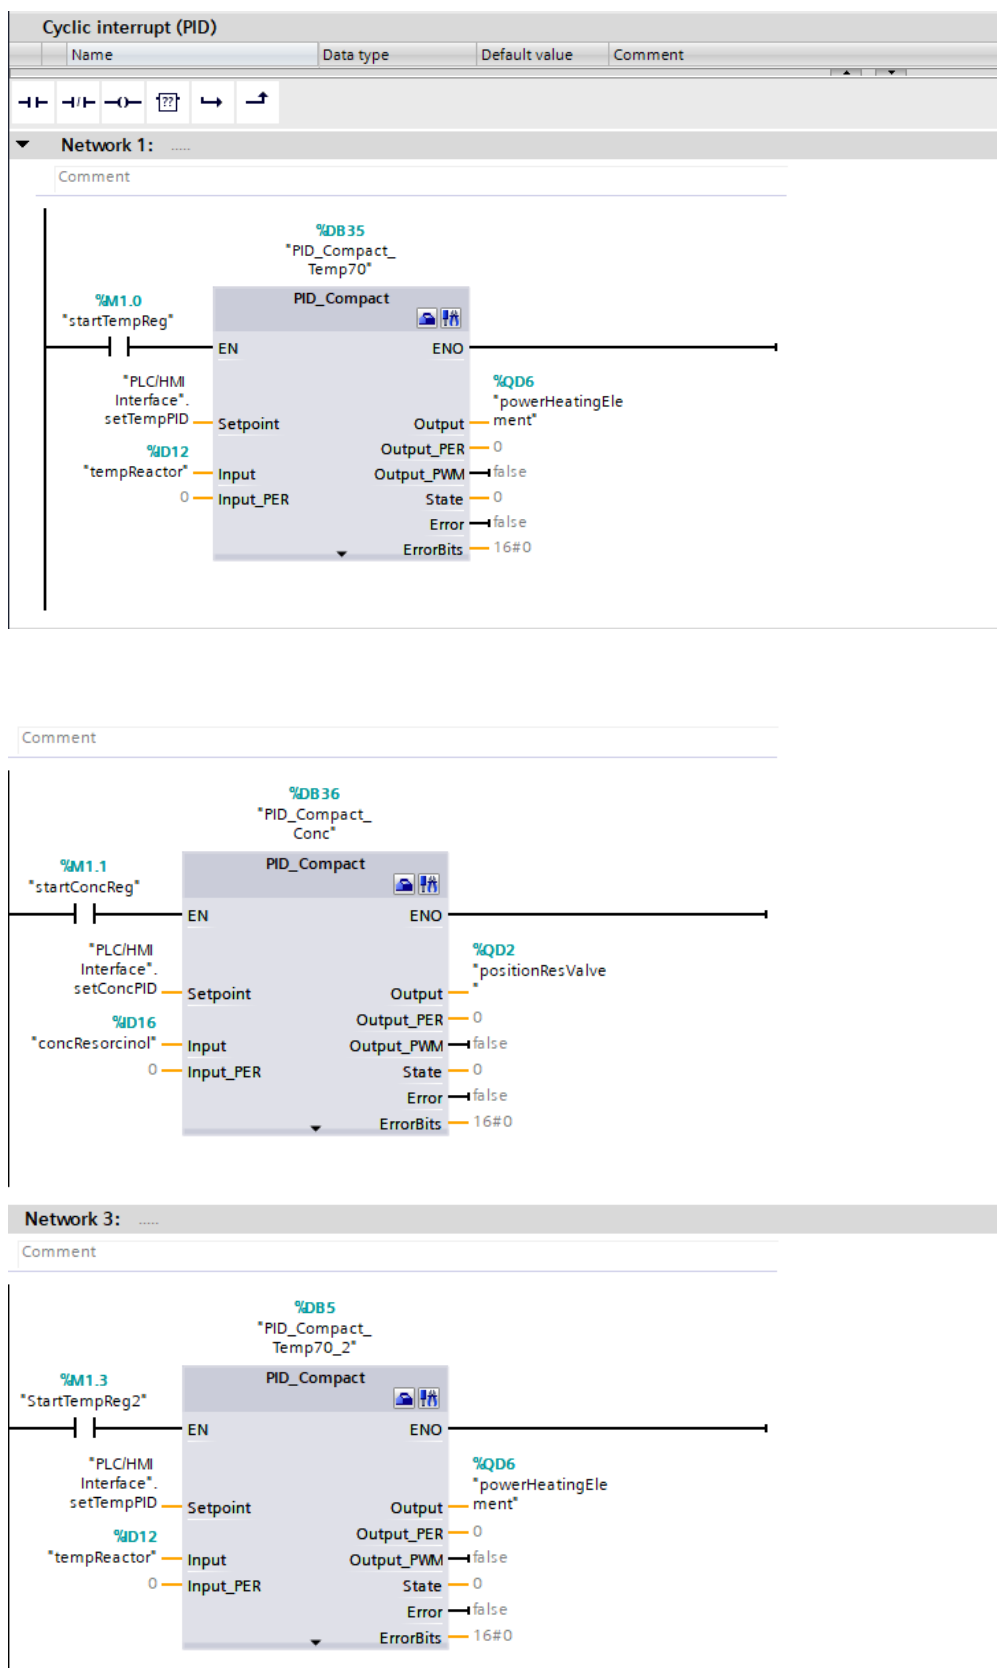 Cyclic interrupt (PID)
Name Data type Default value Comment
??
Network 1: .....
Comment
%DB35
"PID_Compact_
Temp70"
PID_Compact
%M1.0
"startTempReg"
EN ENO
"PLC/HMI
Interface".
setTempPID
Setpoint
%QD6
"powerHeatingEle
ment"
Output
Output_PER 0
%ID12
"tempReactor" Input
Output_PWM false
0 Input_PER
State 0
Error false
ErrorBits 16#0
Comment
%DB36
"PID_Compact_
Conc"
PID_Compact
%M1.1
"startConcReg"
EN ENO
"PLC/HMI
Interface".
setConcPID
Setpoint
%QD2
"positionResValve
"
Output
Output_PER 0
%ID16
"concResorcinol" Input
Output_PWM false
0 Input_PER
State 0
Error false
ErrorBits 16#0
Network 3: .....
Comment
%DB5
"PID_Compact_
Temp70_2"
PID_Compact
%M1.3
"StartTempReg2"
EN ENO
"PLC/HMI
Interface".
setTempPID
Setpoint
%QD6
"powerHeatingEle
ment"
Output
Output_PER 0
%ID12
"tempReactor" Input
Output_PWM false
0 Input_PER
State 0
Error false
ErrorBits 16#0